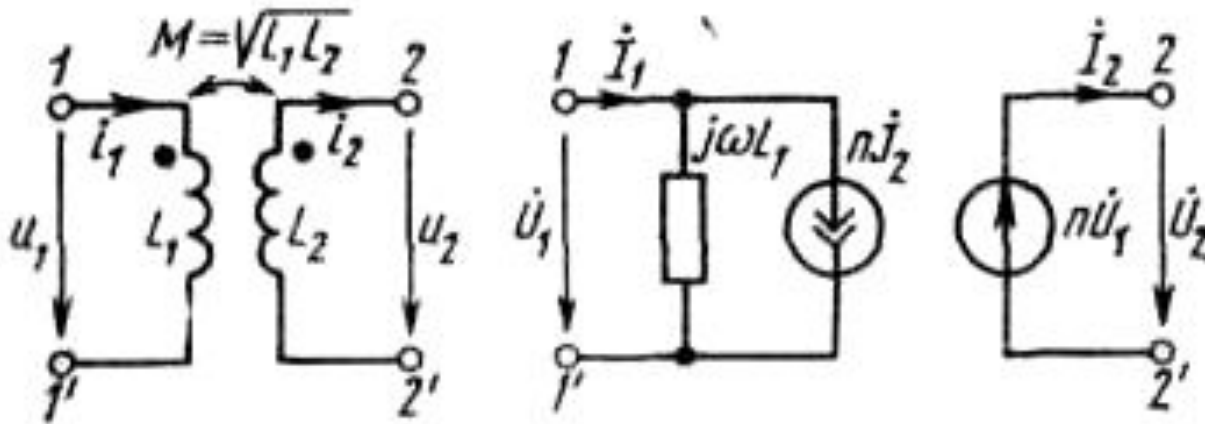 M=√L₁L₂
1 2 1 İ₁ İ₂ 2
i₁ i₂ jωL₁ nİ₂
u₁ L₁ L₂ u₂ U̇₁ nU̇₁ U̇₂
1' 2' 1' 2'